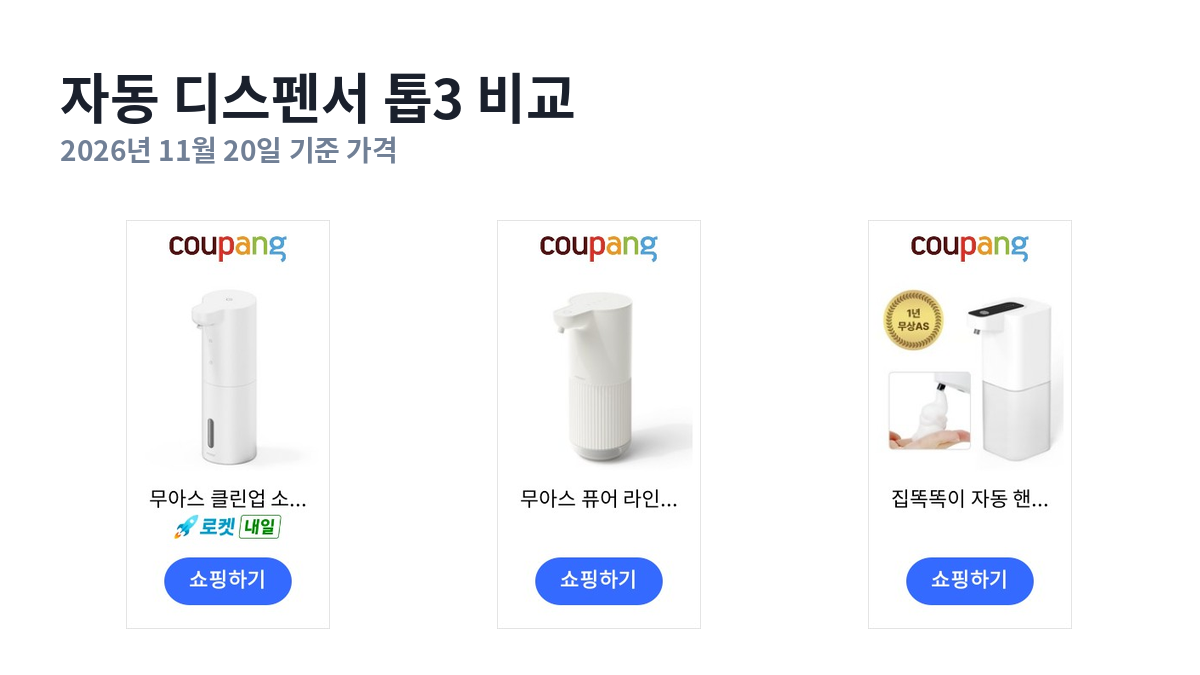 자동 디스펜서 톱3 비교
2026년 11월 20일 기준 가격
coupang
무아스 클린업 소...
로켓 내일
쇼핑하기
coupang
무아스 퓨어 라인...
쇼핑하기
coupang
1년
무상AS
집똑똑이 자동 핸...
쇼핑하기